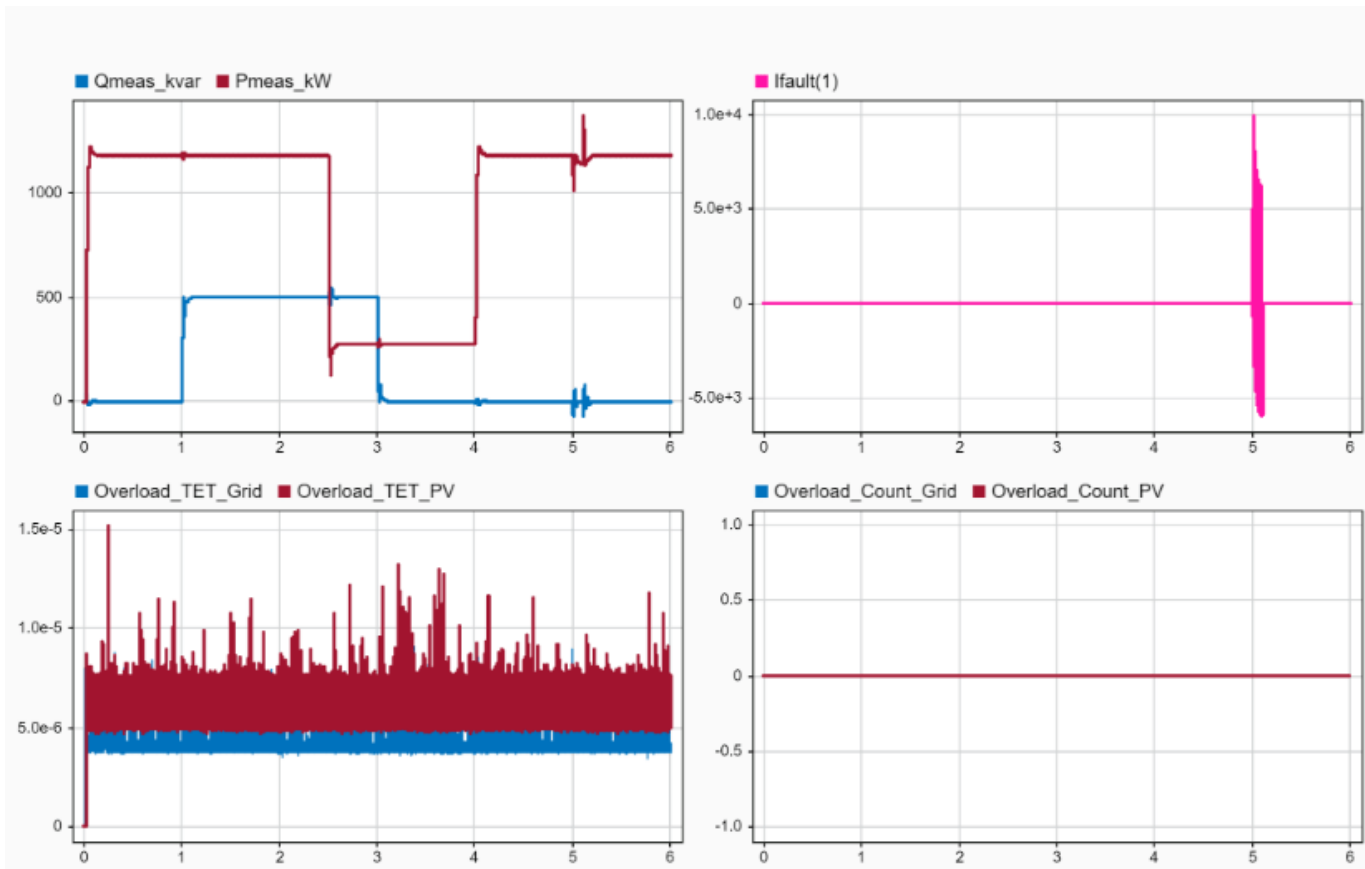 Qmeas_kvar Pmeas_kW
1000
500
0
0 1 2 3 4 5 6
Ifault(1)
1.0e+4
5.0e+3
0
-5.0e+3
0 1 2 3 4 5 6
Overload_TET_Grid Overload_TET_PV
1.5e-5
1.0e-5
5.0e-6
0
0 1 2 3 4 5 6
Overload_Count_Grid Overload_Count_PV
1.0
0.5
0
-0.5
-1.0
0 1 2 3 4 5 6